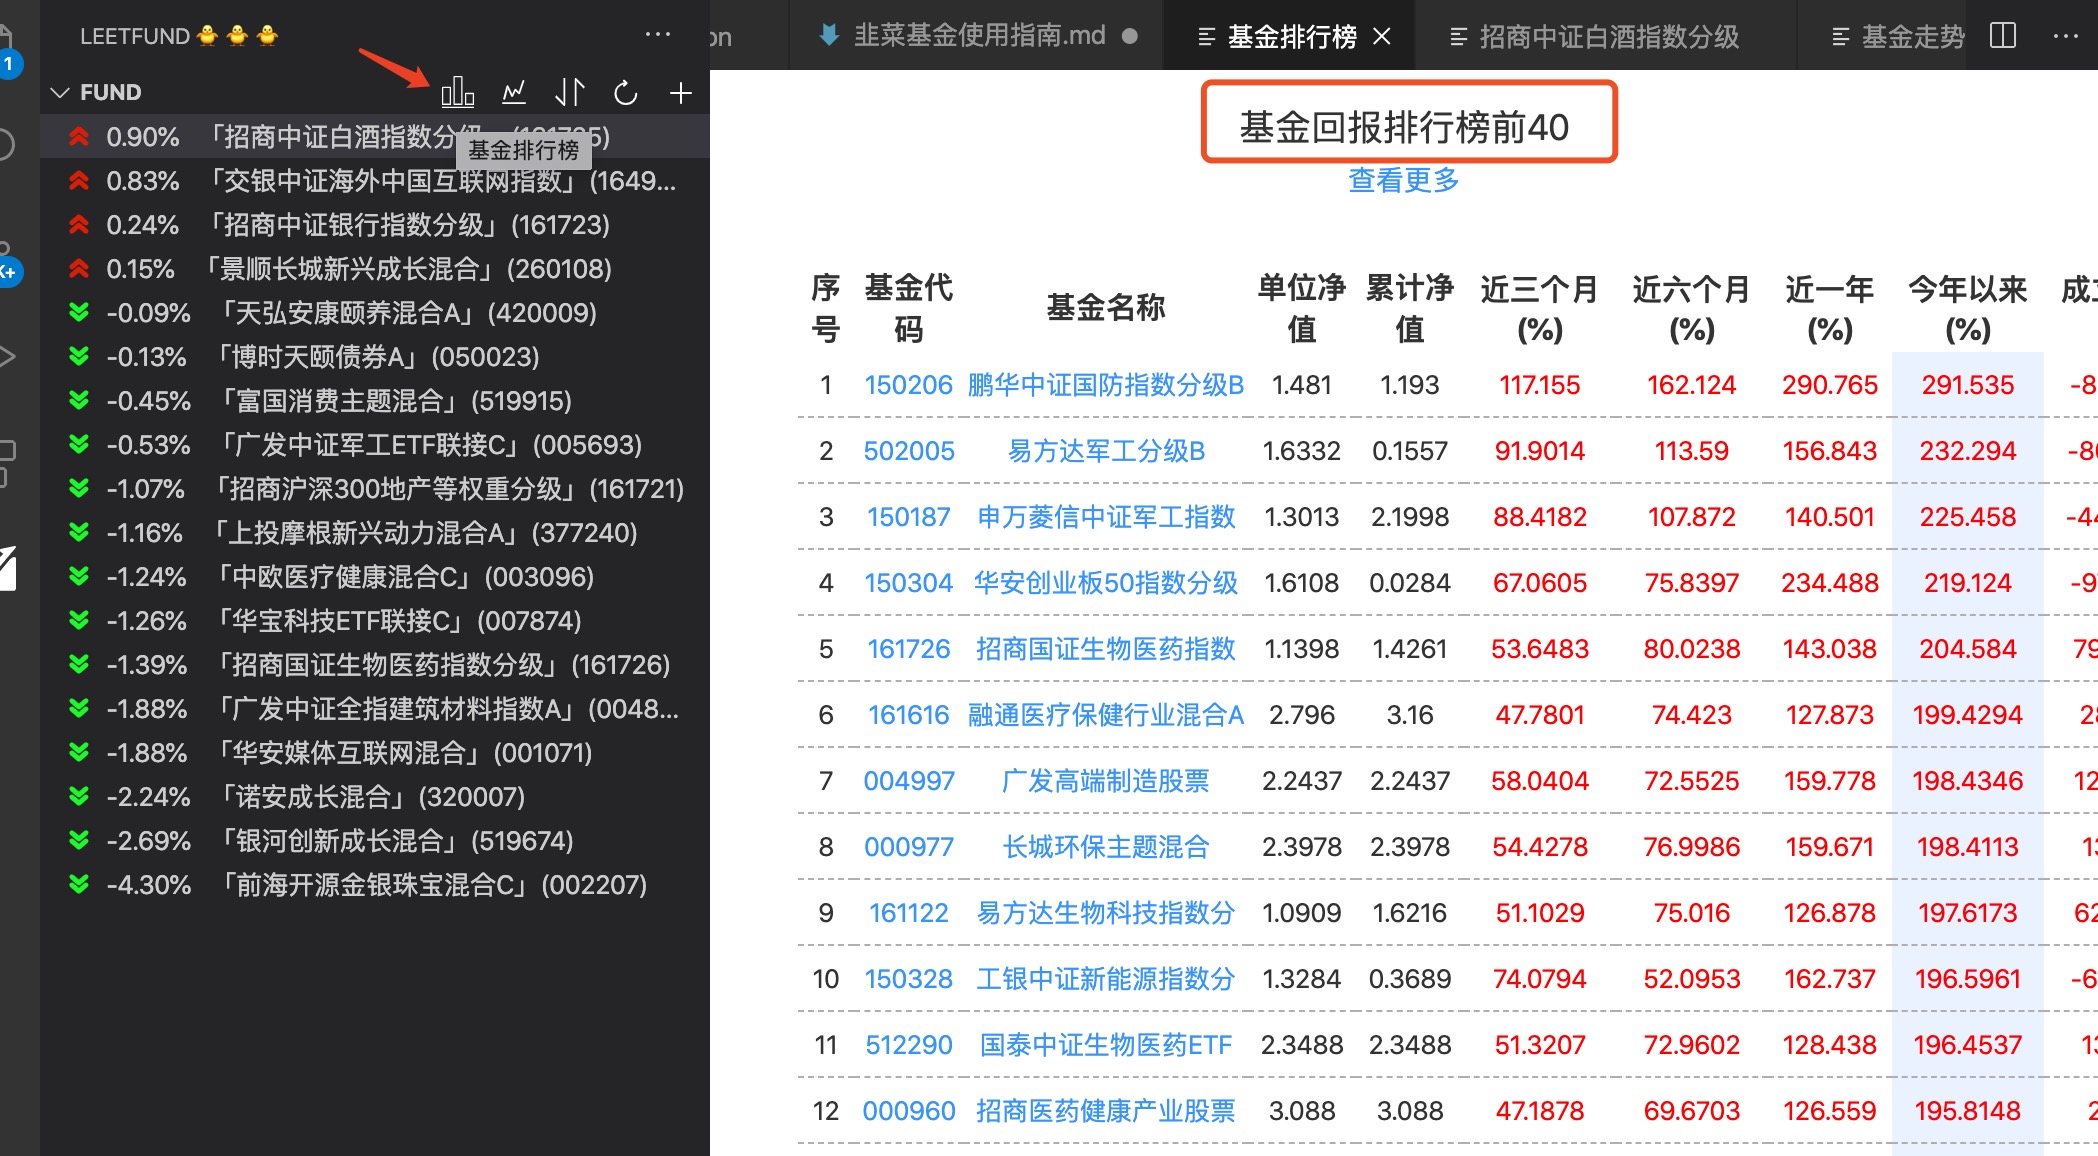 LEETFUND 🐥 🐥 🐥
FUND
0.90% 「招商中证白酒指数分
基金排行榜
0.83% 「交银中证海外中国互联网指数」(1649...
0.24% 「招商中证银行指数分级」(161723)
0.15% 「景顺长城新兴成长混合」(260108)
-0.09% 「天弘安康颐养混合A」(420009)
-0.13% 「博时天颐债券A」(050023)
-0.45% 「富国消费主题混合」(519915)
-0.53% 「广发中证军工ETF联接C」(005693)
-1.07% 「招商沪深300地产等权重分级」(161721)
-1.16% 「上投摩根新兴动力混合A」(377240)
-1.24% 「中欧医疗健康混合C」(003096)
-1.26% 「华宝科技ETF联接C」(007874)
-1.39% 「招商国证生物医药指数分级」(161726)
-1.88% 「广发中证全指建筑材料指数A」(0048...
-1.88% 「华安媒体互联网混合」(001071)
-2.24% 「诺安成长混合」(320007)
-2.69% 「银河创新成长混合」(519674)
-4.30% 「前海开源金银珠宝混合C」(002207)
1
K+
on
韭菜基金使用指南.md
基金排行榜
招商中证白酒指数分级
基金走势
基金回报排行榜前40
查看更多
序号 基金代码 基金名称 单位净值 累计净值 近三个月(%) 近六个月(%) 近一年(%) 今年以来(%)
1 150206 鹏华中证国防指数分级B 1.481 1.193 117.155 162.124 290.765 291.535 -8
2 502005 易方达军工分级B 1.6332 0.1557 91.9014 113.59 156.843 232.294 -8
3 150187 申万菱信中证军工指数 1.3013 2.1998 88.4182 107.872 140.501 225.458 -44
4 150304 华安创业板50指数分级 1.6108 0.0284 67.0605 75.8397 234.488 219.124 -9
5 161726 招商国证生物医药指数 1.1398 1.4261 53.6483 80.0238 143.038 204.584 79
6 161616 融通医疗保健行业混合A 2.796 3.16 47.7801 74.423 127.873 199.4294 2
7 004997 广发高端制造股票 2.2437 2.2437 58.0404 72.5525 159.778 198.4346 12
8 000977 长城环保主题混合 2.3978 2.3978 54.4278 76.9986 159.671 198.4113 1
9 161122 易方达生物科技指数分 1.0909 1.6216 51.1029 75.016 126.878 197.6173 62
10 150328 工银中证新能源指数分 1.3284 0.3689 74.0794 52.0953 162.737 196.5961 -6
11 512290 国泰中证生物医药ETF 2.3488 2.3488 51.3207 72.9602 128.438 196.4537 1
12 000960 招商医药健康产业股票 3.088 3.088 47.1878 69.6703 126.559 195.8148 2